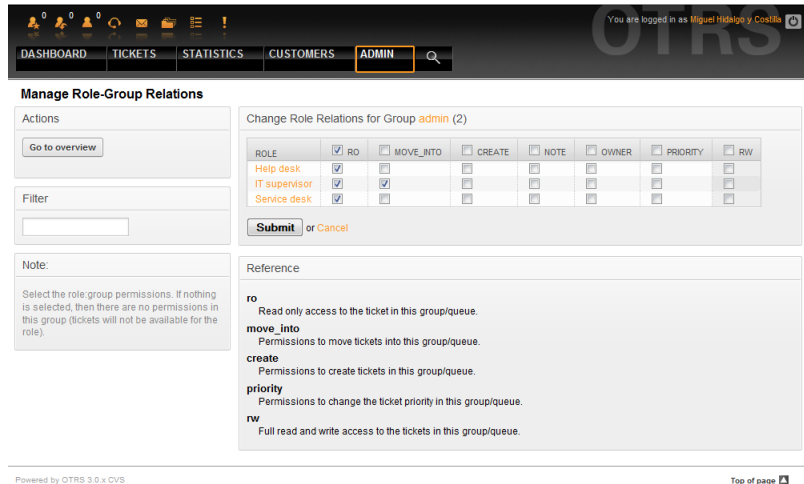 0 0 0
You are logged in as Miguel Hidalgo y Costilla
OTRS
DASHBOARD TICKETS STATISTICS CUSTOMERS ADMIN
Manage Role-Group Relations
Actions
Go to overview
Filter
Note:
Select the role:group permissions. If nothing
is selected, then there are no permissions in
this group (tickets will not be available for the
role).
Change Role Relations for Group admin (2)
ROLE RO MOVE_INTO CREATE NOTE OWNER PRIORITY RW
Help desk
IT supervisor
Service desk
Submit or Cancel
Reference
ro
Read only access to the ticket in this group/queue.
move_into
Permissions to move tickets into this group/queue.
create
Permissions to create tickets in this group/queue.
priority
Permissions to change the ticket priority in this group/queue.
rw
Full read and write access to the tickets in this group/queue.
Powered by OTRS 3.0.x CVS
Top of page